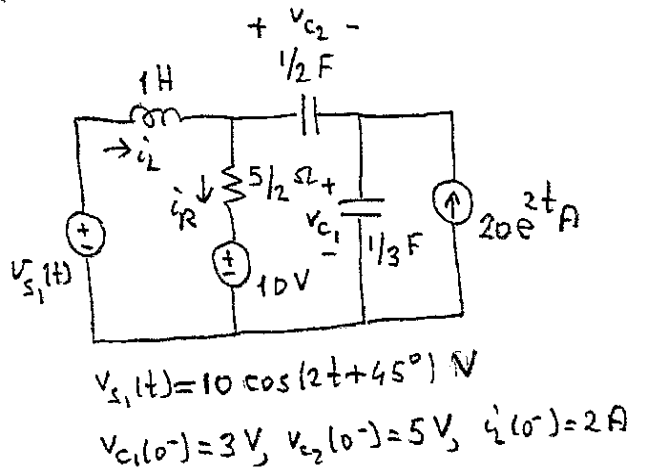 + v_c₂ -
1/2 F
1H
→ i_L
i_R ↓
5/2 Ω
+
v_c₁
-
1/3 F
20e^2t A
+
-
v_s₁(t)
+
-
10V
v_s₁(t)=10 cos(2t+45°) V
v_c₁(0⁻)=3 V, v_c₂(0⁻)=5 V, i_L(0⁻)=2 A